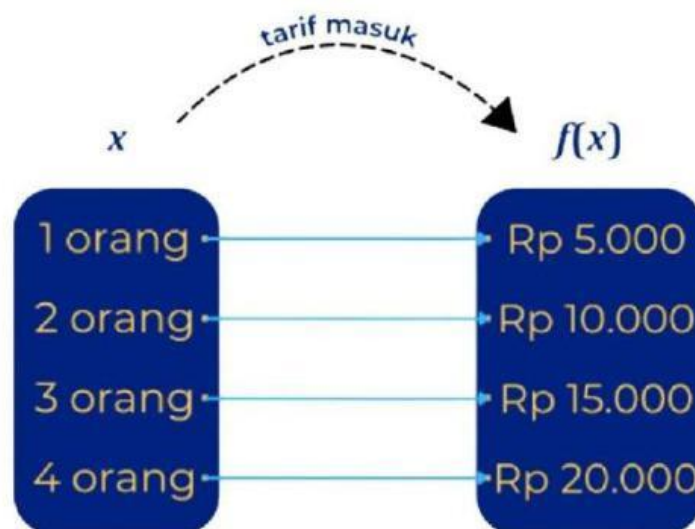 tarif masuk
x f(x)
1 orang Rp 5.000
2 orang Rp 10.000
3 orang Rp 15.000
4 orang Rp 20.000